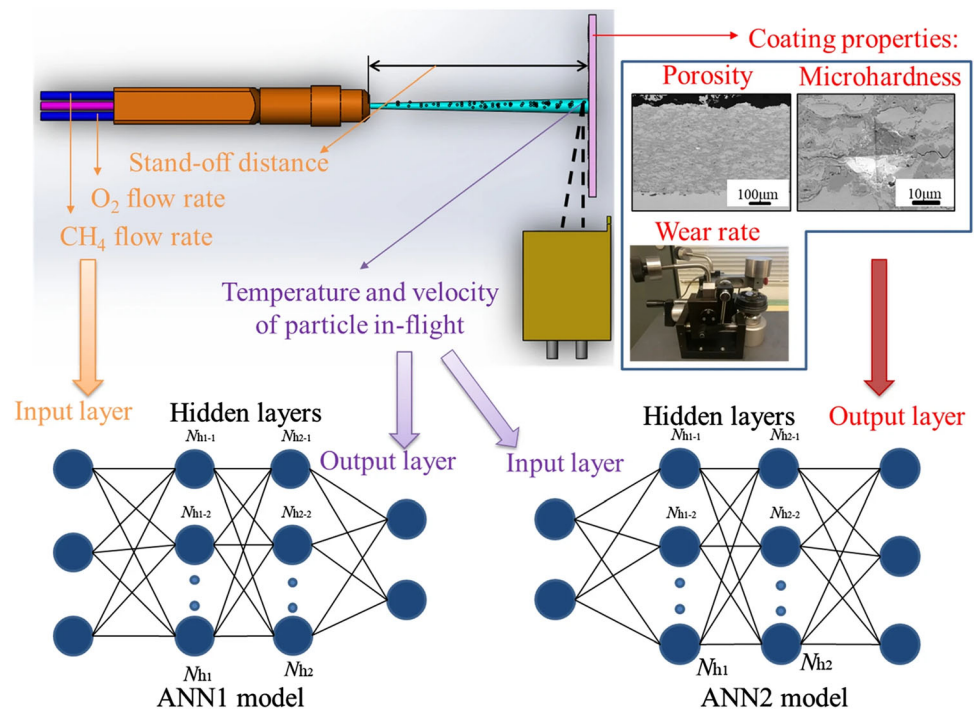 Coating properties:
Porosity
Microhardness
100μm
10μm
Wear rate
Stand-off distance
O₂ flow rate
CH₄ flow rate
Temperature and velocity
of particle in-flight
Input layer
Hidden layers
Output layer
Nh1-1
Nh2-1
Nh1-2
Nh2-2
Nh1
Nh2
ANN1 model
Input layer
Hidden layers
Output layer
Nh1-1
Nh2-1
Nh1-2
Nh2-2
Nh1
Nh2
ANN2 model